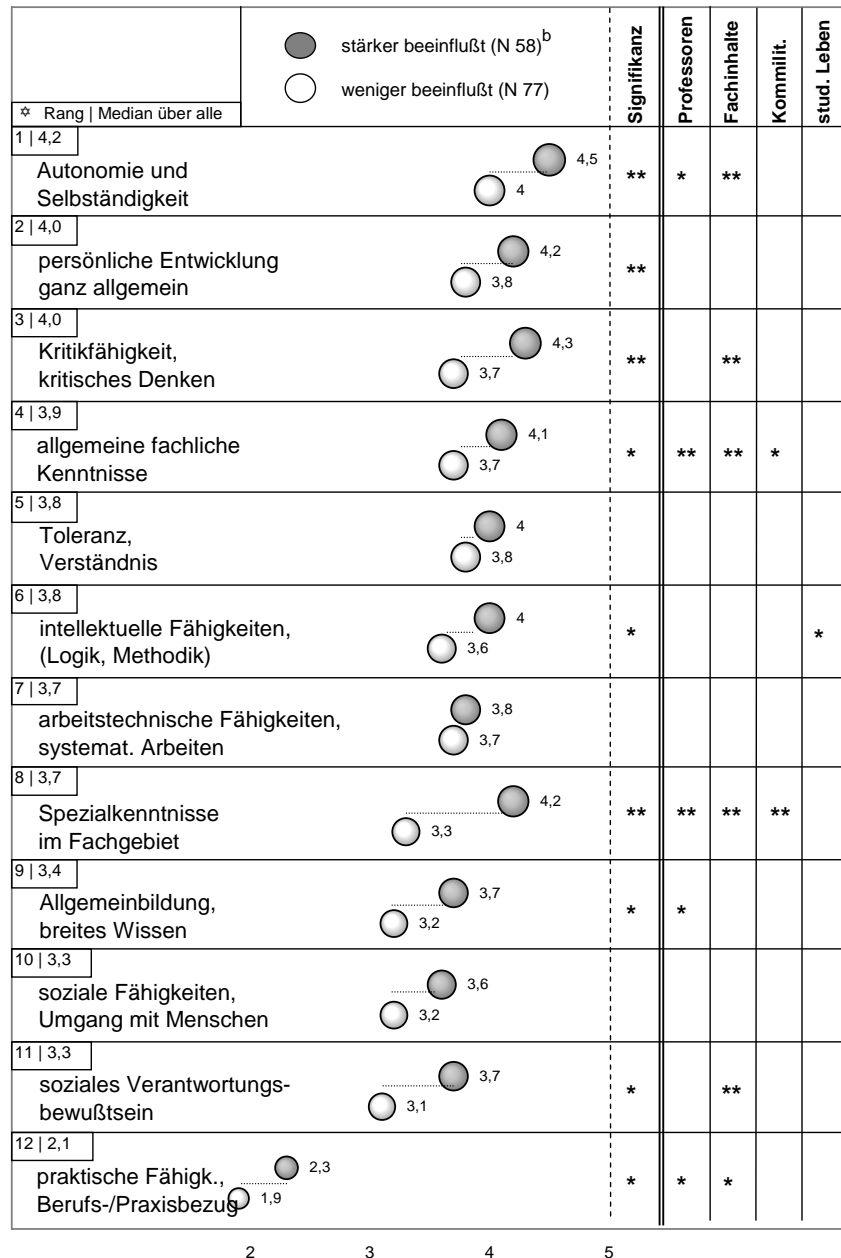 stärker beeinflußt (N 58)b
weniger beeinflußt (N 77)
✡ Rang | Median über alle
Signifikanz
Professoren
Fachinhalte
Kommilit.
stud. Leben
1 | 4,2
Autonomie und
Selbständigkeit
4,5
4
** * **
2 | 4,0
persönliche Entwicklung
ganz allgemein
4,2
3,8
**
3 | 4,0
Kritikfähigkeit,
kritisches Denken
4,3
3,7
** **
4 | 3,9
allgemeine fachliche
Kenntnisse
4,1
3,7
* ** ** *
5 | 3,8
Toleranz,
Verständnis
4
3,8
6 | 3,8
intellektuelle Fähigkeiten,
(Logik, Methodik)
4
3,6
* *
7 | 3,7
arbeitstechnische Fähigkeiten,
systemat. Arbeiten
3,8
3,7
8 | 3,7
Spezialkenntnisse
im Fachgebiet
4,2
3,3
** ** ** **
9 | 3,4
Allgemeinbildung,
breites Wissen
3,7
3,2
* *
10 | 3,3
soziale Fähigkeiten,
Umgang mit Menschen
3,6
3,2
11 | 3,3
soziales Verantwortungs-
bewußtsein
3,7
3,1
* **
12 | 2,1
praktische Fähigk.,
Berufs-/Praxisbezug
2,3
1,9
* * *
2 3 4 5